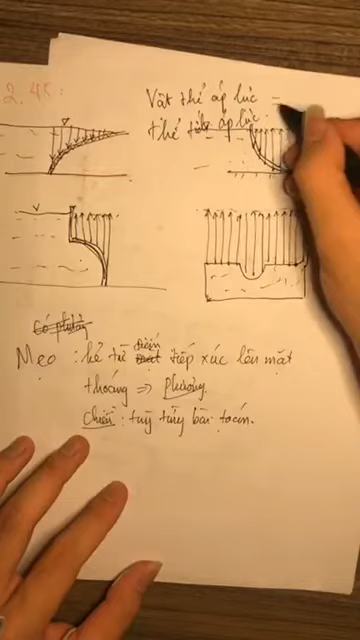 2.45:
Vật thể áp lực -
thể tích áp lực
Có phương
Mẹo : kẻ từ điểm tiếp xúc lên mặt
thoáng => phương.
Chiều : tuỳ từng bài toán.